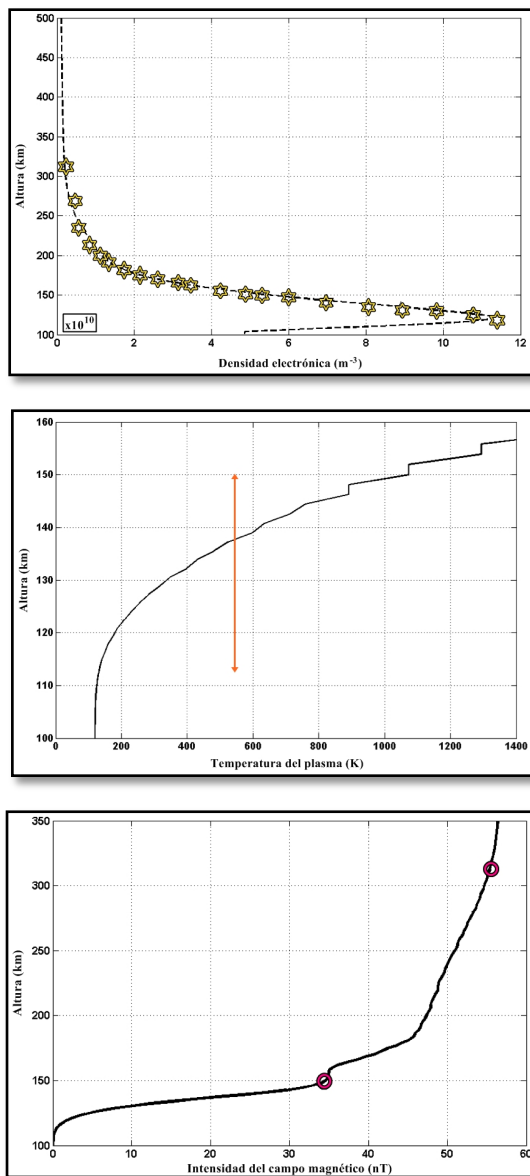 500
450
400
350
300
250
200
150
100
Altura (km)
x10^10
0 2 4 6 8 10 12
Densidad electrónica (m^-3)
160
150
140
130
120
110
100
Altura (km)
0 200 400 600 800 1000 1200 1400
Temperatura del plasma (K)
350
300
250
200
150
100
Altura (km)
0 10 20 30 40 50 60
Intensidad del campo magnético (nT)